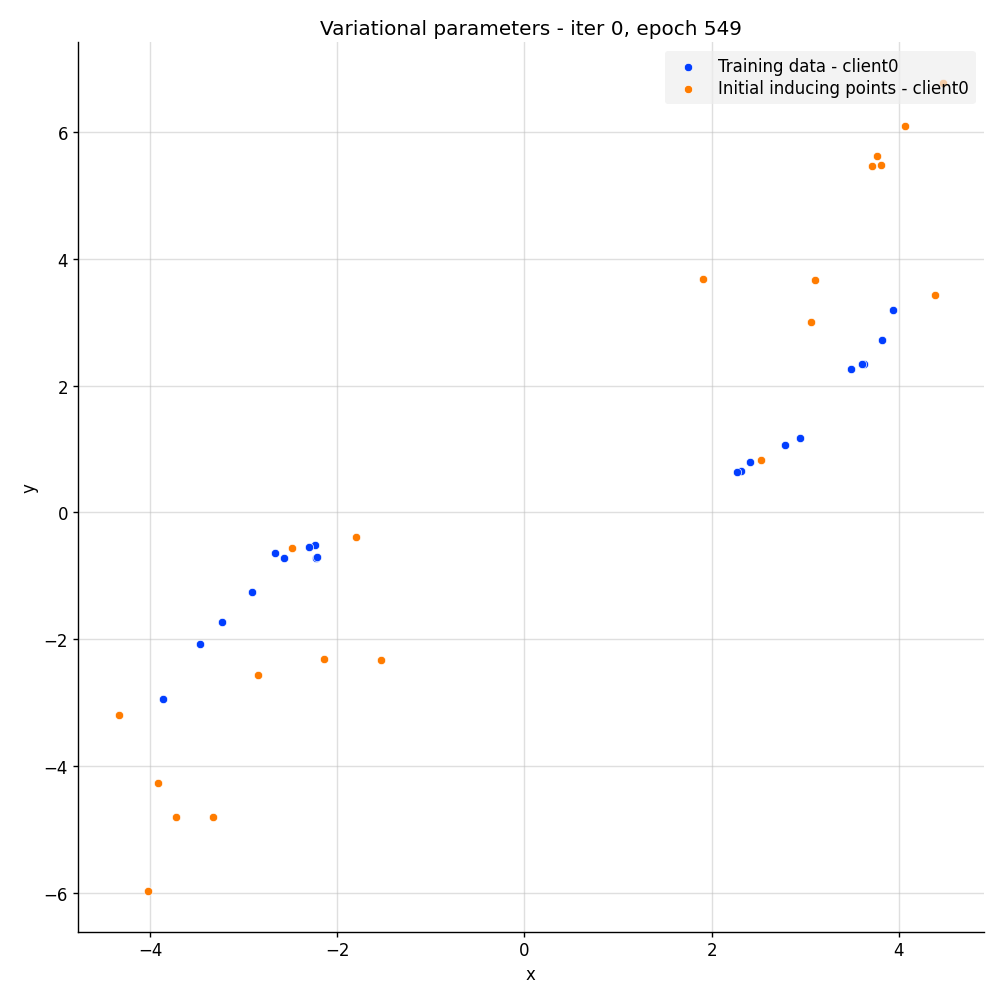 Variational parameters - iter 0, epoch 549
Training data - client0
Initial inducing points - client0
6
4
2
0
−2
−4
−6
y
−4 −2 0 2 4
x